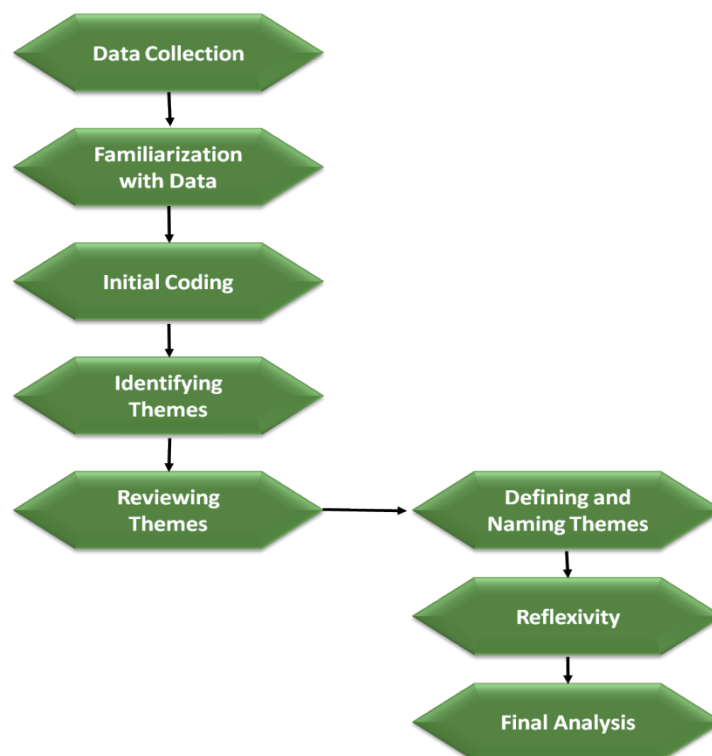 Data Collection
Familiarization
with Data
Initial Coding
Identifying
Themes
Reviewing
Themes
Defining and
Naming Themes
Reflexivity
Final Analysis